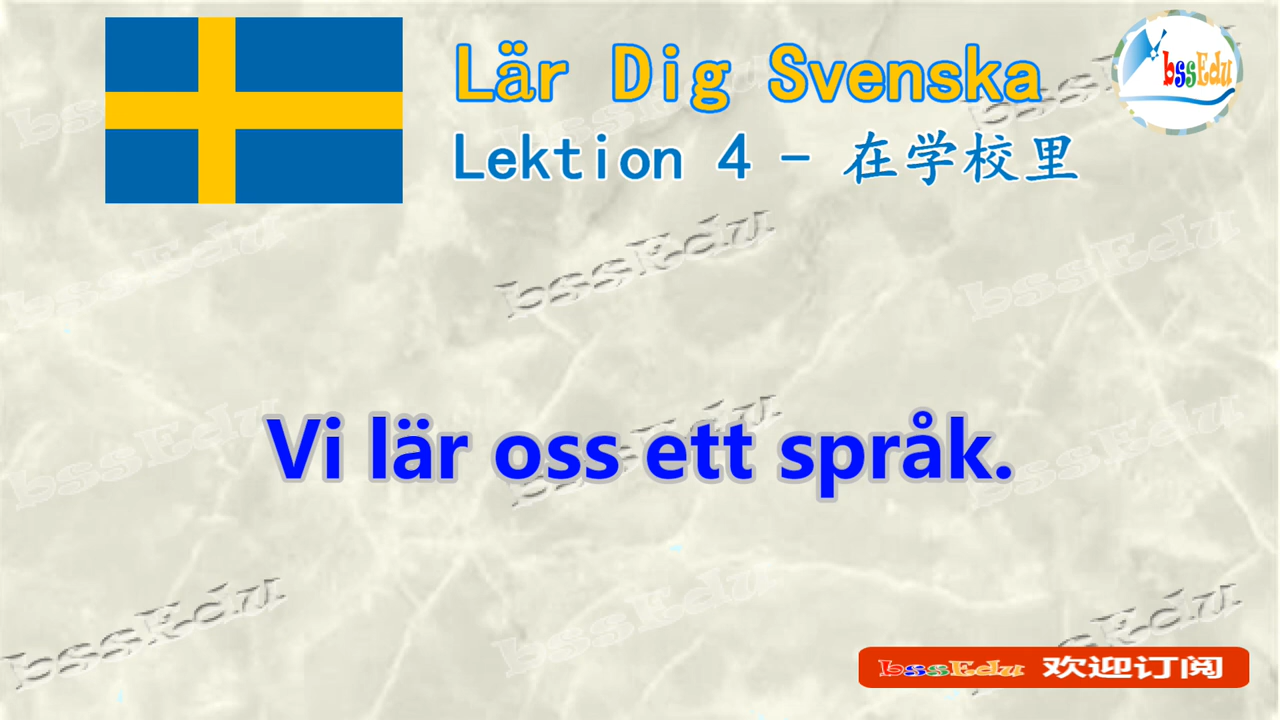 Lär Dig Svenska
bssEdu
Lektion 4 - 在学校里
Vi lär oss ett språk.
bssEdu 欢迎订阅